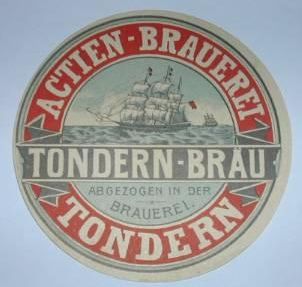 ACTIEN-BRAUEREI
TONDERN-BRÄU
ABGEZOGEN IN DER
BRAUEREI.
TONDERN